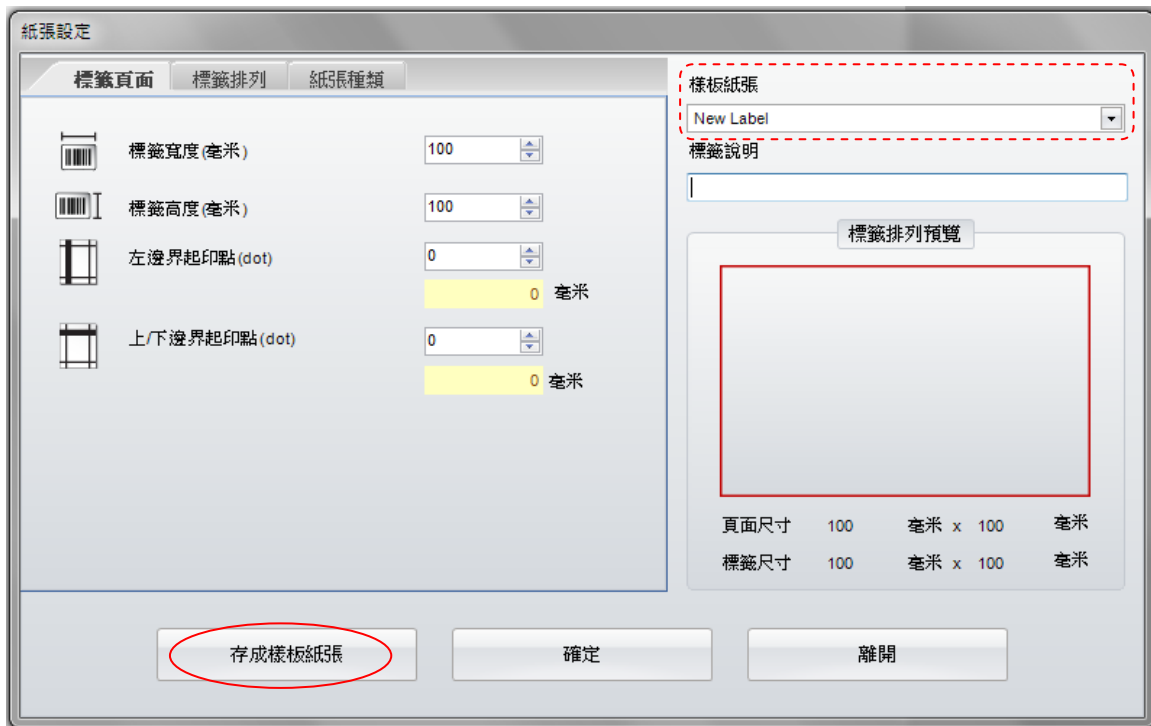 紙張設定
標籤頁面 標籤排列 紙張種類
標籤寬度(毫米) 100
標籤高度(毫米) 100
左邊界起印點(dot) 0
0 毫米
上/下邊界起印點(dot) 0
0 毫米
樣板紙張
New Label
標籤說明
標籤排列預覽
頁面尺寸 100 毫米 x 100 毫米
標籤尺寸 100 毫米 x 100 毫米
存成樣板紙張 確定 離開